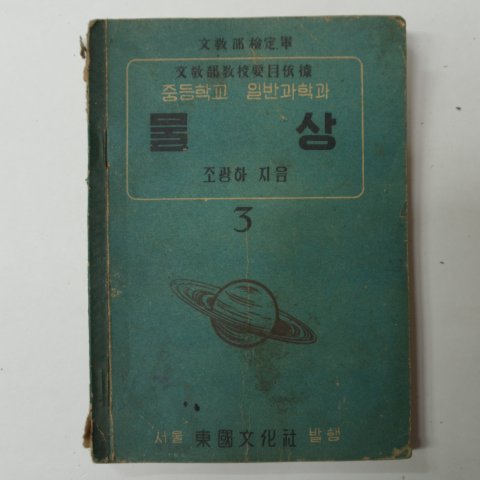 文敎部檢定畢
文敎部敎授要目依據
중등학교 일반과학과
물상
조광하 지음
3
서울 東國文化社 발행